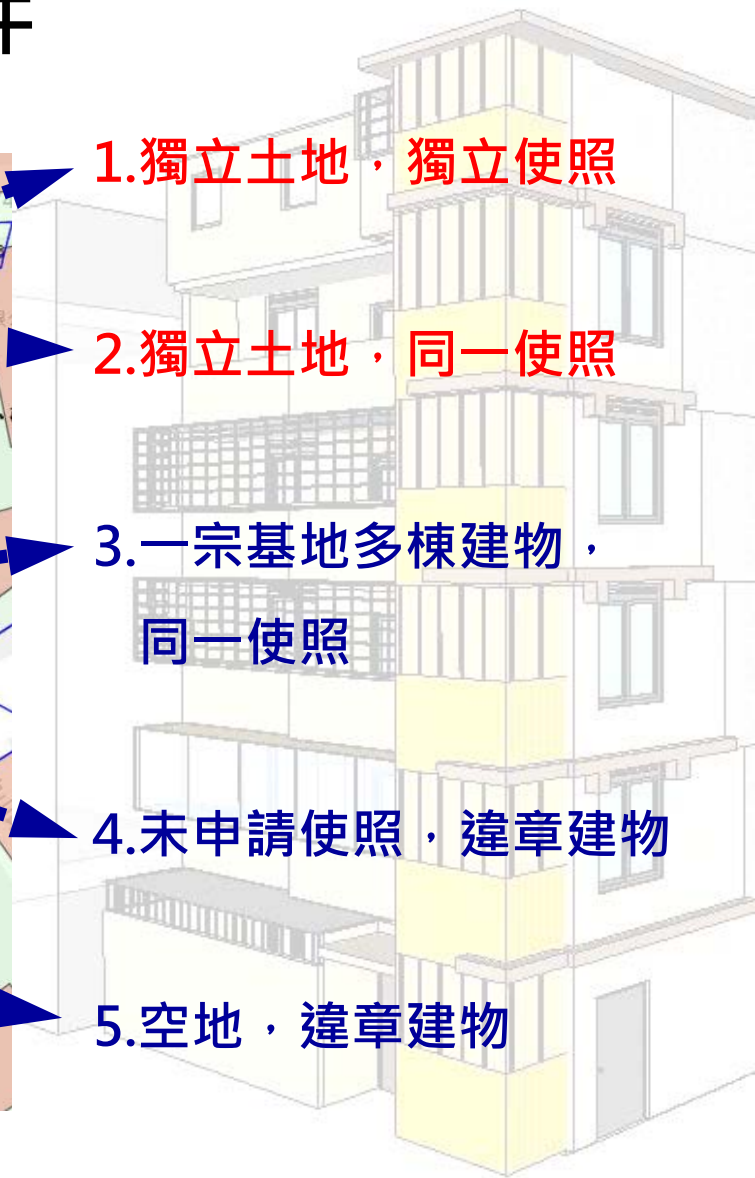 1.獨立土地，獨立使照
2.獨立土地，同一使照
3.一宗基地多棟建物，
同一使照
4.未申請使照，違章建物
5.空地，違章建物